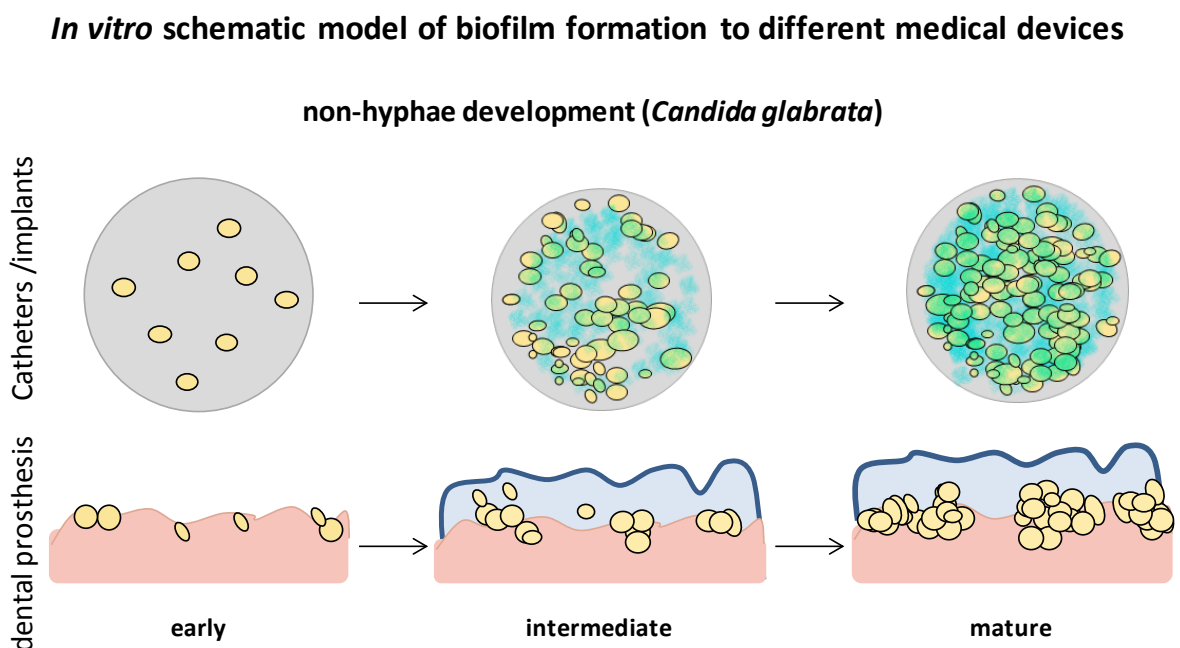 In vitro schematic model of biofilm formation to different medical devices
non-hyphae development (Candida glabrata)
Catheters /implants
dental prosthesis
early
intermediate
mature